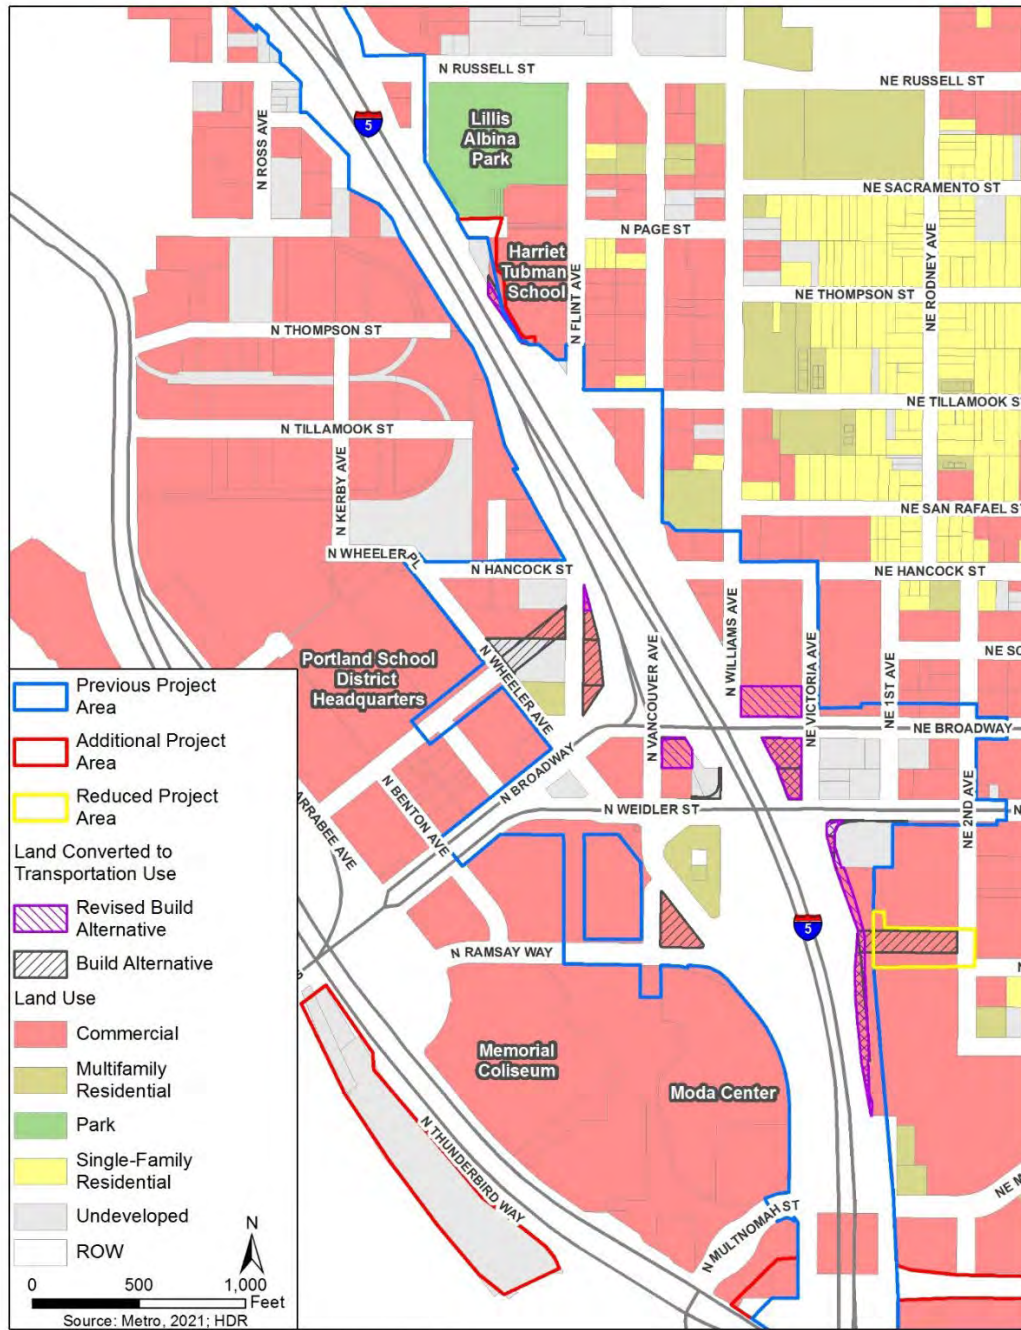 N RUSSELL ST
NE RUSSELL ST
Lillis
Albina
Park
5
N ROSS AVE
NE SACRAMENTO ST
N PAGE ST
Harriet
Tubman
School
N FLINT AVE
NE RODNEY AVE
NE THOMPSON ST
N THOMPSON ST
NE TILLAMOOK ST
N TILLAMOOK ST
N KERBY AVE
NE SAN RAFAEL ST
N WHEELER PL
N HANCOCK ST
NE HANCOCK ST
N WILLIAMS AVE
N VANCOUVER AVE
NE VICTORIA AVE
NE 1ST AVE
NE SC
Portland School
District
Headquarters
N WHEELER AVE
NE BROADWAY
N BROADWAY
N BENTON AVE
N WEIDLER ST
N
NE 2ND AVE
ARRABEE AVE
5
N RAMSAY WAY
N
Memorial
Coliseum
Moda Center
N THUNDERBIRD WAY
N MULTNOMAH ST
NE M
Previous Project
Area
Additional Project
Area
Reduced Project
Area
Land Converted to
Transportation Use
Revised Build
Alternative
Build Alternative
Land Use
Commercial
Multifamily
Residential
Park
Single-Family
Residential
Undeveloped
ROW
N
0 500 1,000
Feet
Source: Metro, 2021; HDR